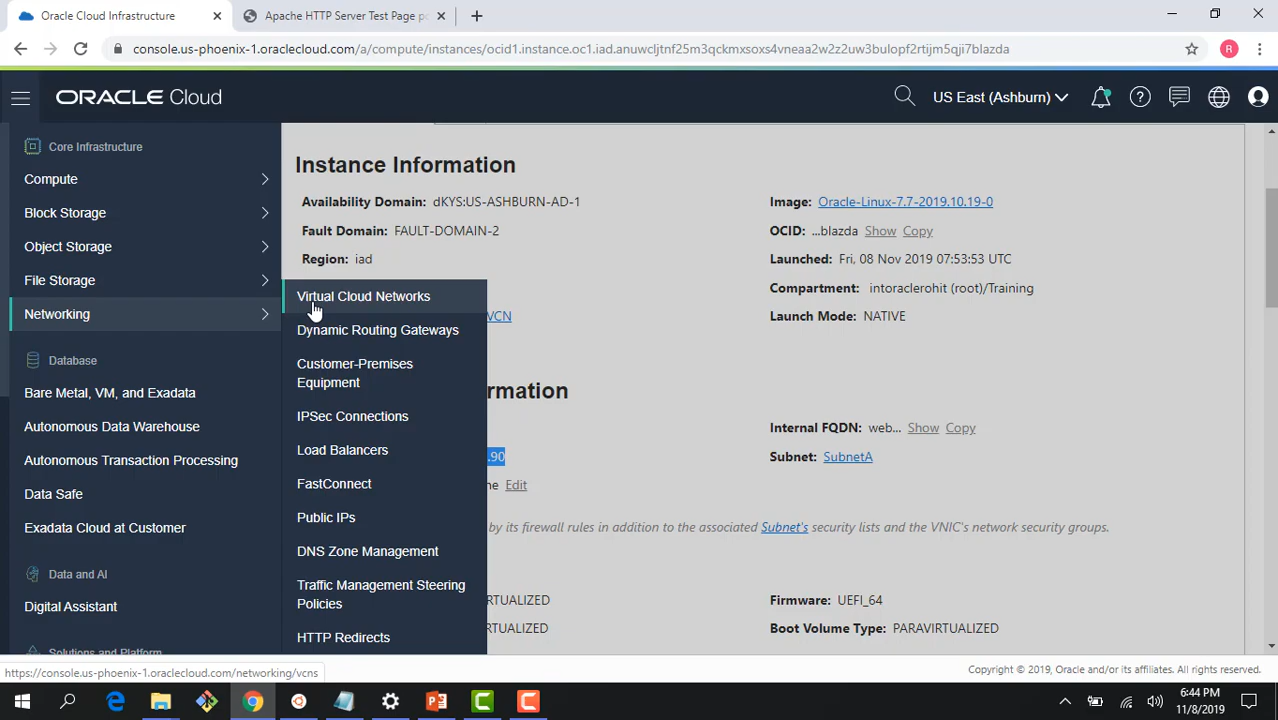 Oracle Cloud Infrastructure
Apache HTTP Server Test Page po
console.us-phoenix-1.oraclecloud.com/a/compute/instances/ocid1.instance.oc1.iad.anuwcljtnf25m3qckmxsoxs4vneaa2w2z2uw3bulopf2rtijm5qji7blazda
R
ORACLE Cloud
US East (Ashburn)
Core Infrastructure
Compute
Block Storage
Object Storage
File Storage
Networking
Database
Bare Metal, VM, and Exadata
Autonomous Data Warehouse
Autonomous Transaction Processing
Data Safe
Exadata Cloud at Customer
Data and AI
Digital Assistant
Solutions and Platform
Virtual Cloud Networks
Dynamic Routing Gateways
Customer-Premises
Equipment
IPSec Connections
Load Balancers
FastConnect
Public IPs
DNS Zone Management
Traffic Management Steering
Policies
HTTP Redirects
Instance Information
Availability Domain: dKYS:US-ASHBURN-AD-1
Fault Domain: FAULT-DOMAIN-2
Region: iad
VCN
Image: Oracle-Linux-7.7-2019.10.19-0
OCID: ...blazda Show Copy
Launched: Fri, 08 Nov 2019 07:53:53 UTC
Compartment: intoraclerohit (root)/Training
Launch Mode: NATIVE
ormation
.90
ne Edit
Internal FQDN: web... Show Copy
Subnet: SubnetA
by its firewall rules in addition to the associated Subnet's security lists and the VNIC's network security groups.
RTUALIZED
RTUALIZED
Firmware: UEFI_64
Boot Volume Type: PARAVIRTUALIZED
https://console.us-phoenix-1.oraclecloud.com/networking/vcns
Copyright © 2019, Oracle and/or its affiliates. All rights reserved.
6:44 PM
11/8/2019